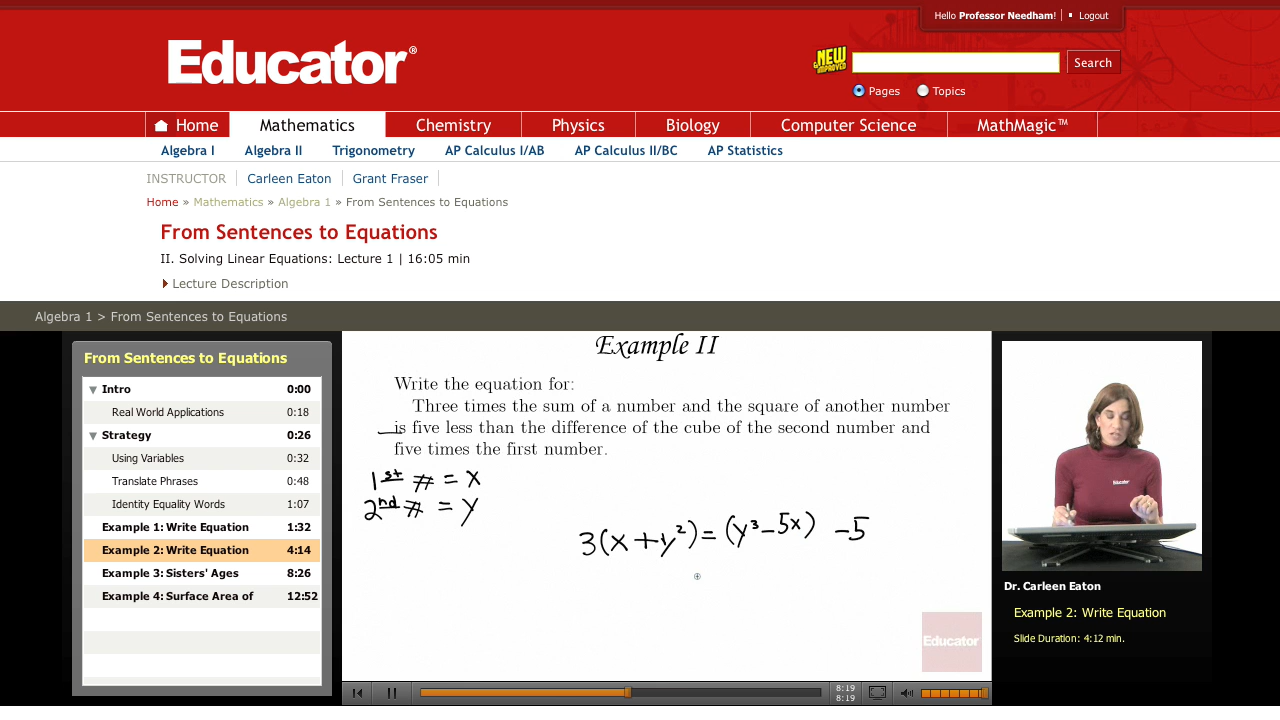 Hello Professor Needham! Logout
Educator®
NEW
& IMPROVED
Search
Pages Topics
Home Mathematics Chemistry Physics Biology Computer Science MathMagic™
Algebra I Algebra II Trigonometry AP Calculus I/AB AP Calculus II/BC AP Statistics
INSTRUCTOR Carleen Eaton Grant Fraser
Home » Mathematics » Algebra 1 » From Sentences to Equations
From Sentences to Equations
II. Solving Linear Equations: Lecture 1 | 16:05 min
Lecture Description
Algebra 1 > From Sentences to Equations
From Sentences to Equations
Intro 0:00
Real World Applications 0:18
Strategy 0:26
Using Variables 0:32
Translate Phrases 0:48
Identity Equality Words 1:07
Example 1: Write Equation 1:32
Example 2: Write Equation 4:14
Example 3: Sisters' Ages 8:26
Example 4: Surface Area of 12:52
Example II
Write the equation for:
Three times the sum of a number and the square of another number
is five less than the difference of the cube of the second number and
five times the first number.
1st # = x
2nd # = y
3(x+y²)=(y³-5x) -5
Educator
8:19
8:19
Educator
Dr. Carleen Eaton
Example 2: Write Equation
Slide Duration: 4:12 min.